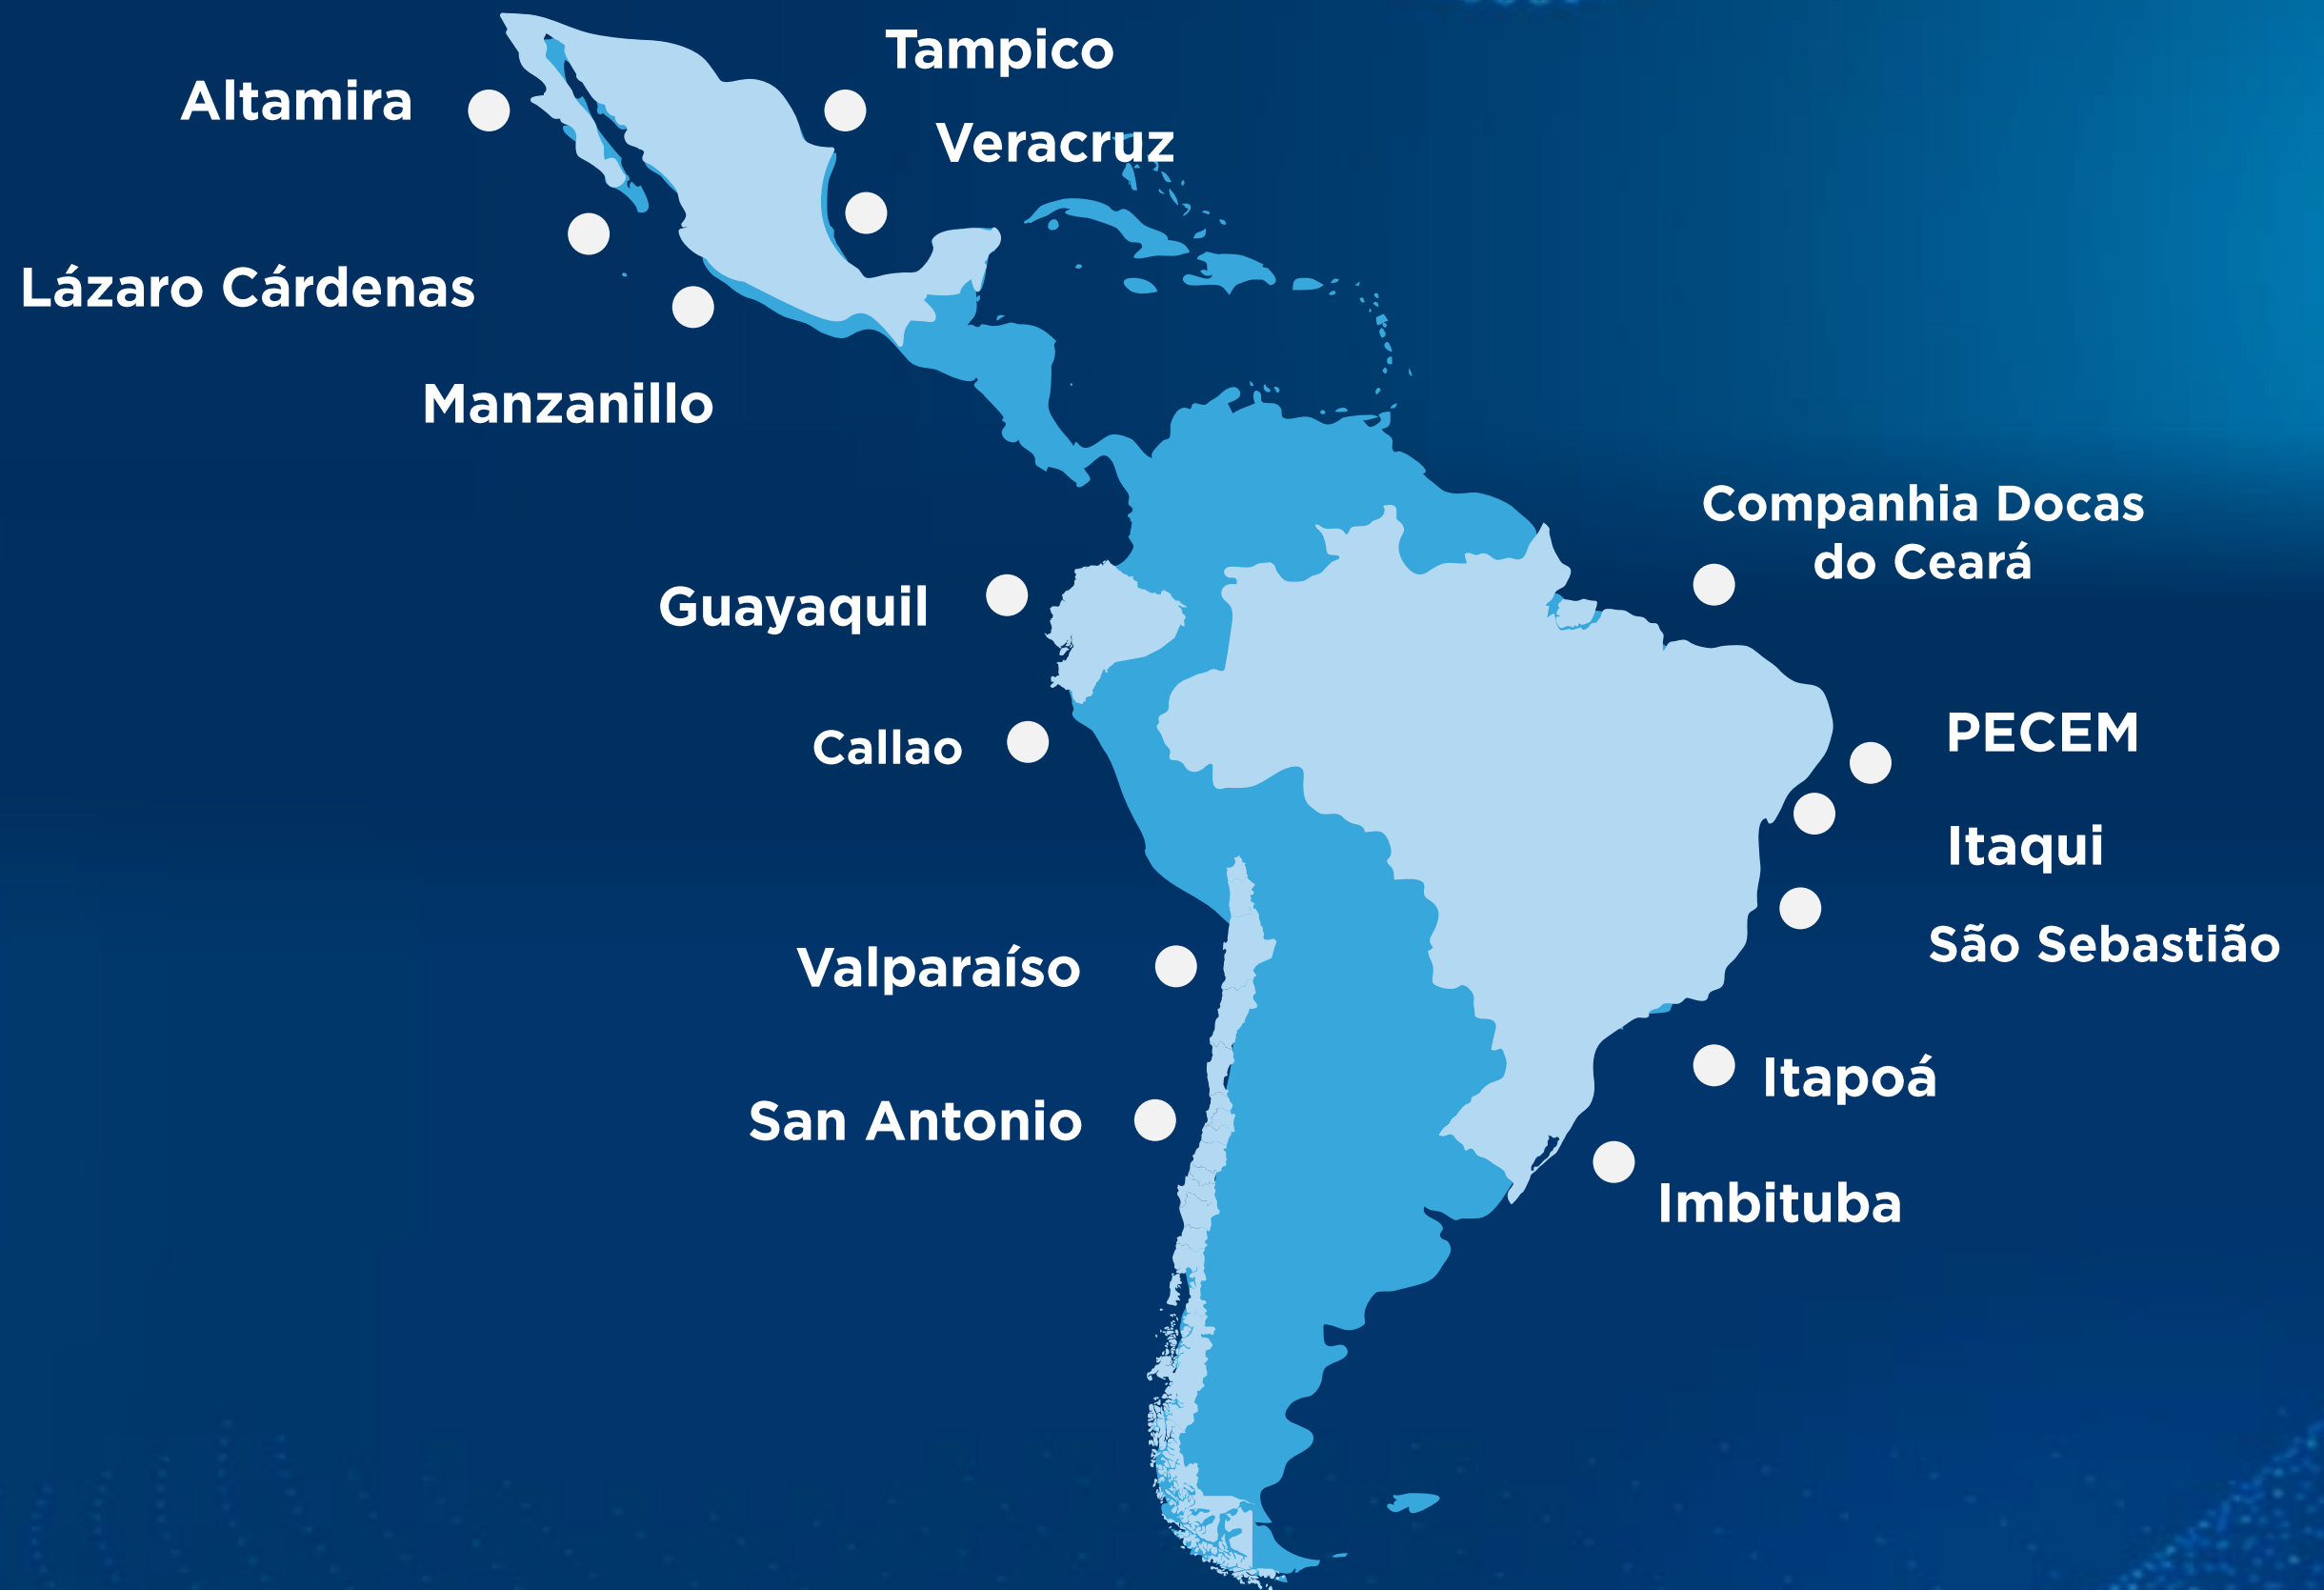 Tampico
Altamira
Veracruz
Lázaro Cárdenas
Manzanillo
Companhia Docas
do Ceará
Guayaquil
PECEM
Callao
Itaqui
São Sebastião
Valparaíso
Itapoá
San Antonio
Imbituba